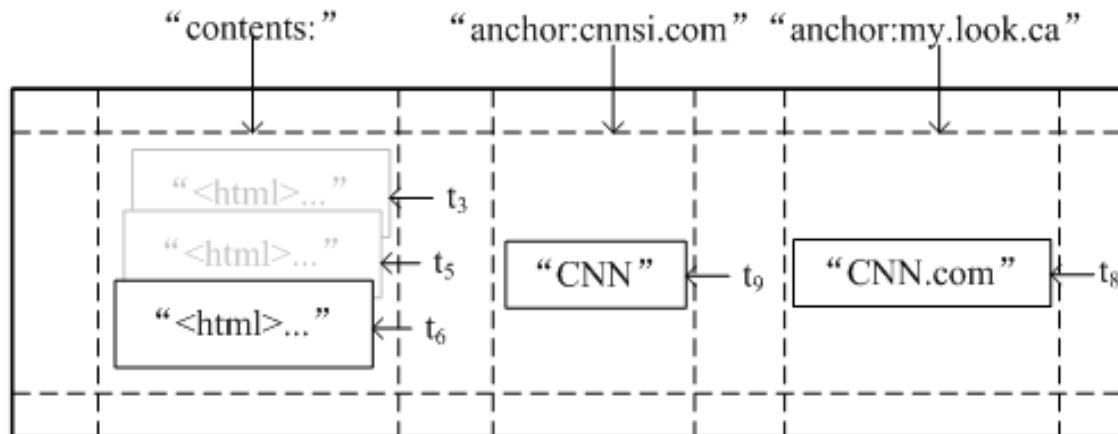 “contents:” “anchor:cnnsi.com” “anchor:my.look.ca”
“<html>...” t₃
“<html>...” t₅
“<html>...” t₆
“CNN” t₉
“CNN.com” t₈